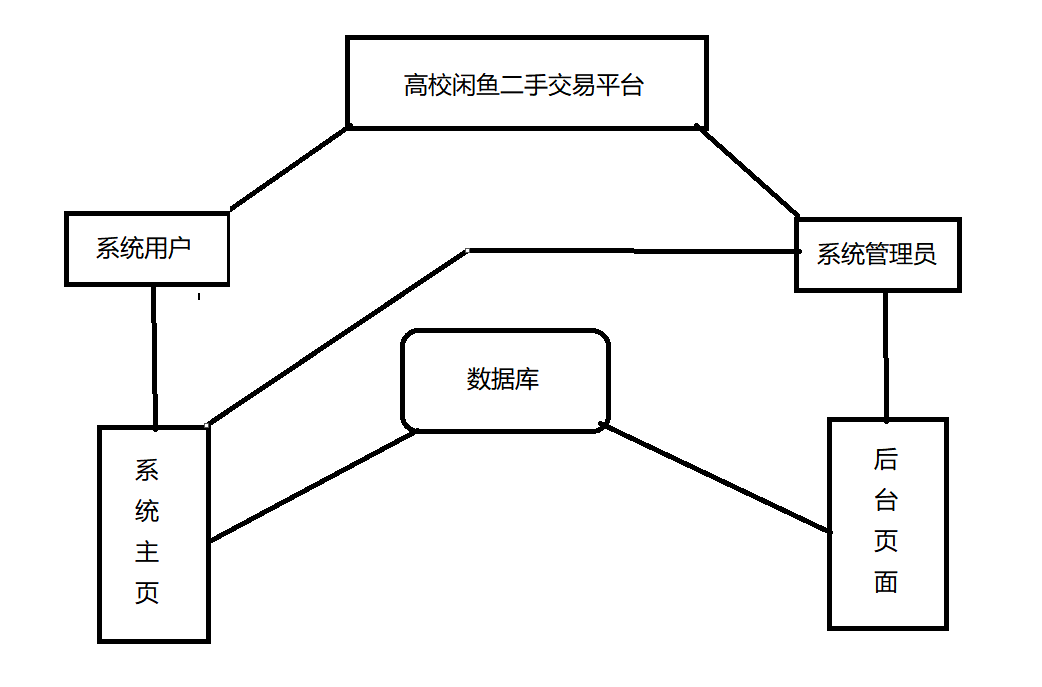 高校闲鱼二手交易平台
系统用户
系统管理员
数据库
系统主页
后台页面